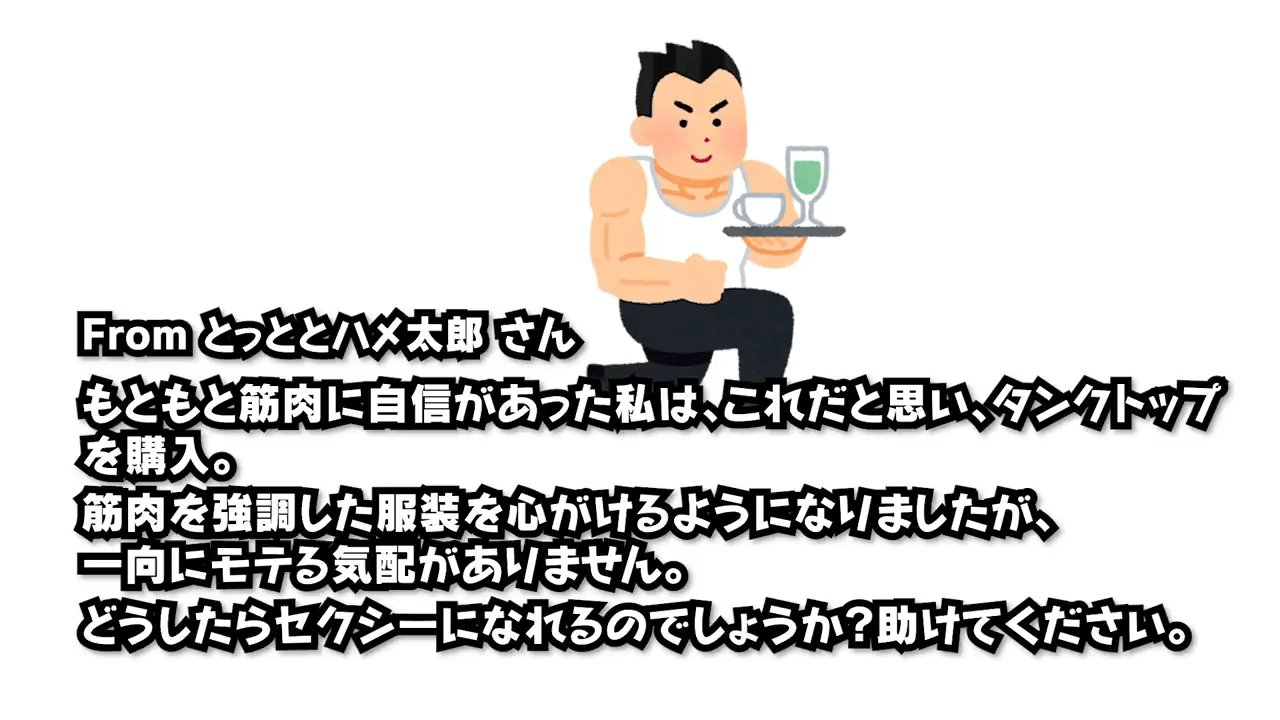 From とっととハメ太郎 さん
もともと筋肉に自信があった私は、これだと思い、タンクトップ
を購入。
筋肉を強調した服装を心がけるようになりましたが、
一向にモテる気配がありません。
どうしたらセクシーになれるのでしょうか?助けてください。